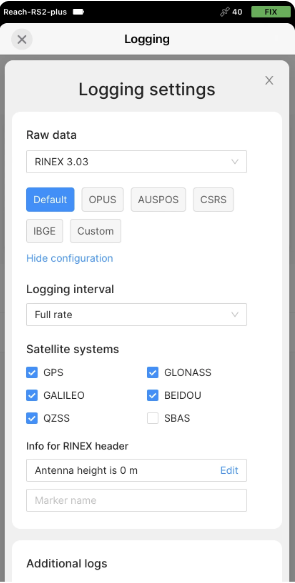 Reach-RS2-plus 40 FIX
Logging
Logging settings
Raw data
RINEX 3.03
Default OPUS AUSPOS CSRS
IBGE Custom
Hide configuration
Logging interval
Full rate
Satellite systems
GPS GLONASS
GALILEO BEIDOU
QZSS SBAS
Info for RINEX header
Antenna height is 0 m Edit
Marker name
Additional logs